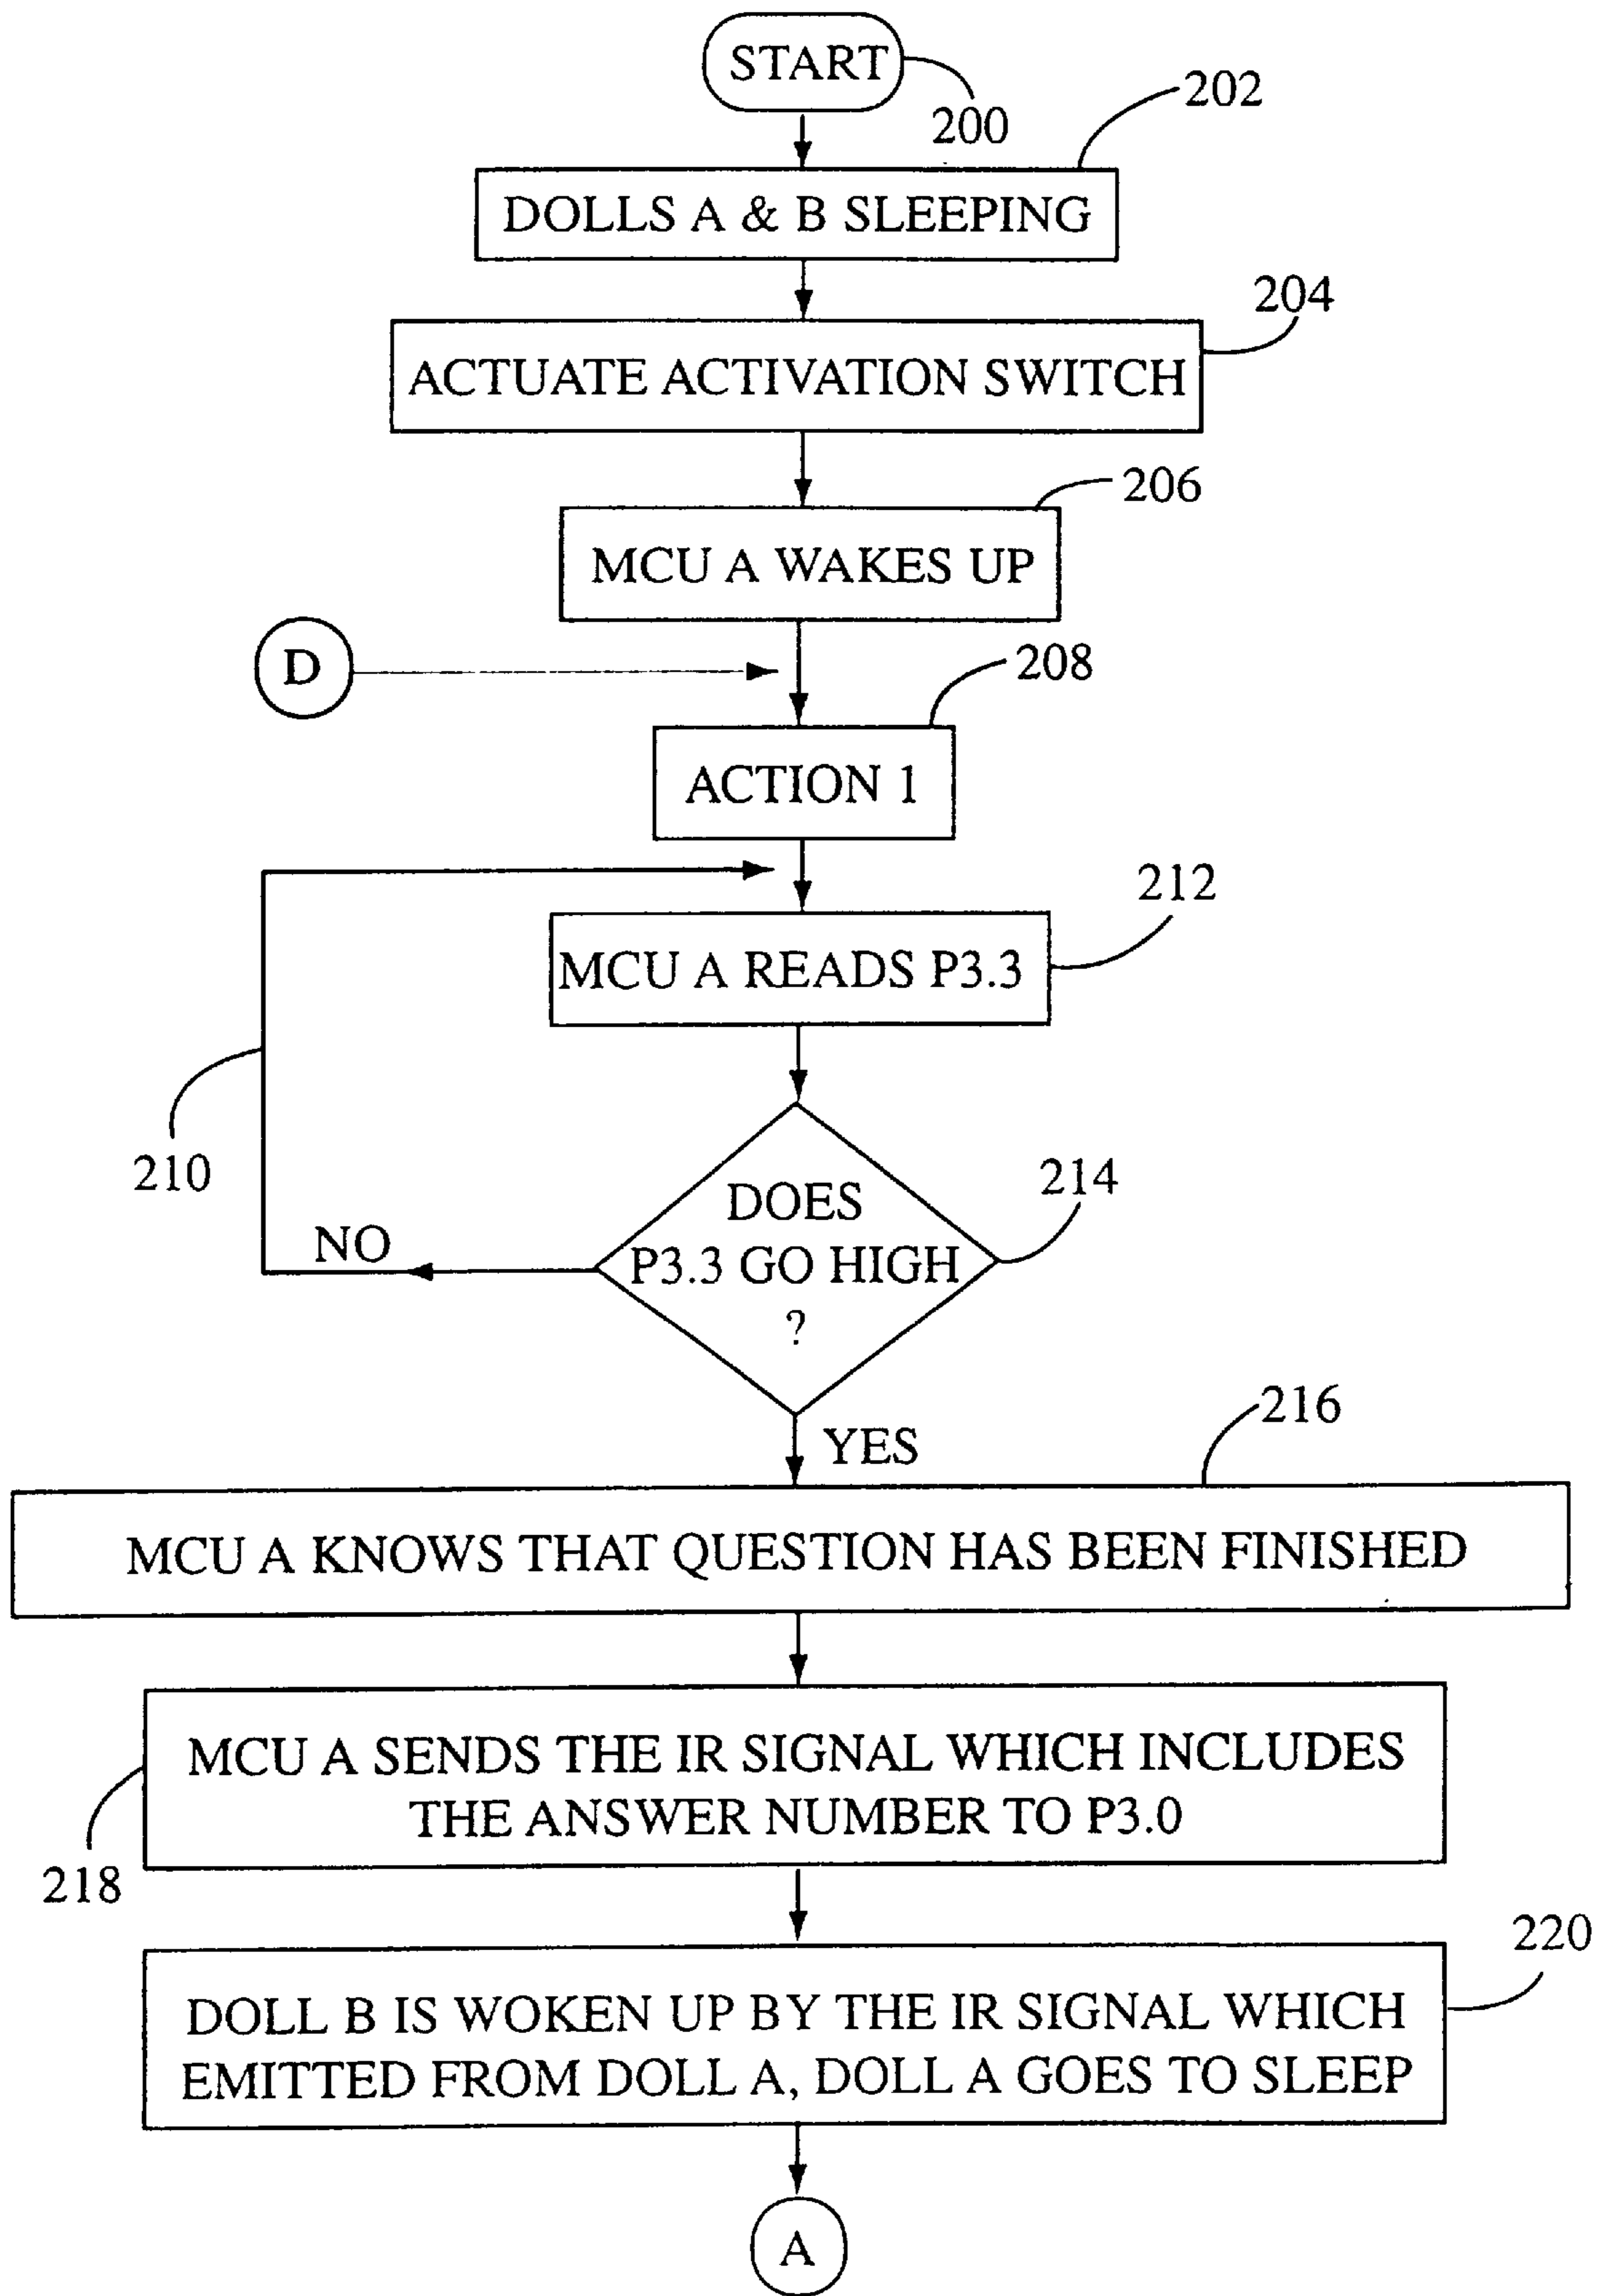 START
200
202
DOLLS A & B SLEEPING
204
ACTUATE ACTIVATION SWITCH
206
MCU A WAKES UP
D
208
ACTION 1
212
MCU A READS P3.3
210
214
DOES
P3.3 GO HIGH
?
NO
YES
216
MCU A KNOWS THAT QUESTION HAS BEEN FINISHED
MCU A SENDS THE IR SIGNAL WHICH INCLUDES
THE ANSWER NUMBER TO P3.0
218
220
DOLL B IS WOKEN UP BY THE IR SIGNAL WHICH
EMITTED FROM DOLL A, DOLL A GOES TO SLEEP
A